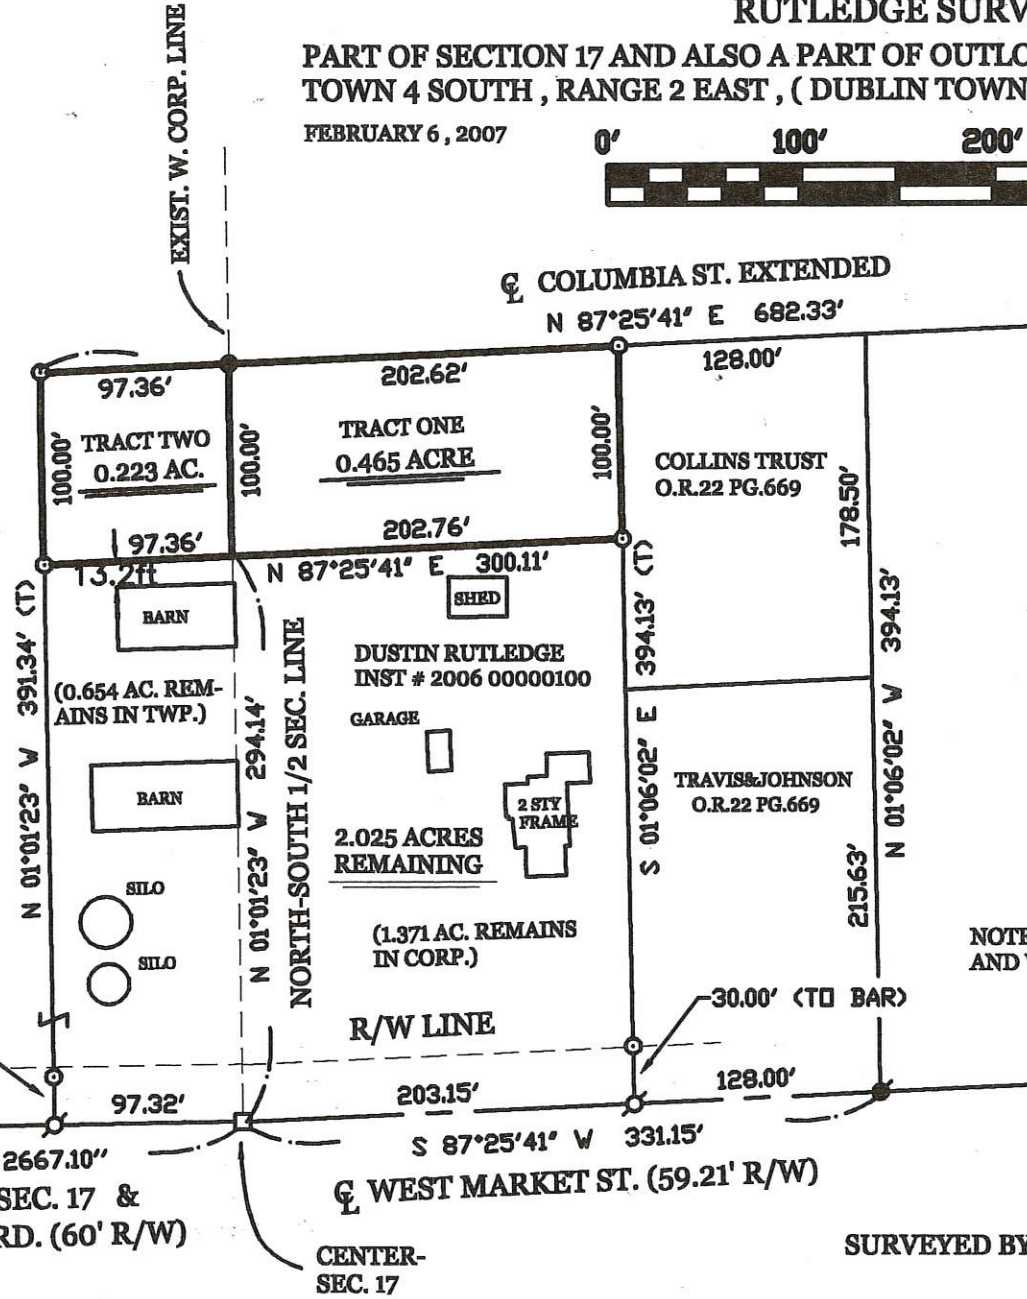 RUTLEDGE SURV
PART OF SECTION 17 AND ALSO A PART OF OUTLO
TOWN 4 SOUTH , RANGE 2 EAST , ( DUBLIN TOWN
FEBRUARY 6 , 2007
0' 100' 200'
EXIST. W. CORP. LINE
℄ COLUMBIA ST. EXTENDED
N 87°25'41" E 682.33'
97.36'
202.62'
128.00'
100.00'
TRACT TWO
0.223 AC.
100.00'
TRACT ONE
0.465 ACRE
100.00'
COLLINS TRUST
O.R.22 PG.669
178.50'
97.36'
202.76'
13.2ft
N 87°25'41" E 300.11'
BARN
SHED
N 01°01'23" W 391.34' (T)
(0.654 AC. REM-
AINS IN TWP.)
N 01°01'23" W 294.14'
NORTH-SOUTH 1/2 SEC. LINE
DUSTIN RUTLEDGE
INST # 2006 00000100
GARAGE
S 01°06'02" E 394.13' (T)
N 01°06'02" W 394.13'
BARN
2 STY
FRAME
TRAVIS&JOHNSON
O.R.22 PG.669
2.025 ACRES
REMAINING
215.63'
SILO
SILO
(1.371 AC. REMAINS
IN CORP.)
NOTE
AND
30.00' (TO BAR)
R/W LINE
97.32'
203.15'
128.00'
S 87°25'41" W 331.15'
2667.10"
SEC. 17 &
RD. (60' R/W)
℄ WEST MARKET ST. (59.21' R/W)
CENTER-
SEC. 17
SURVEYED BY